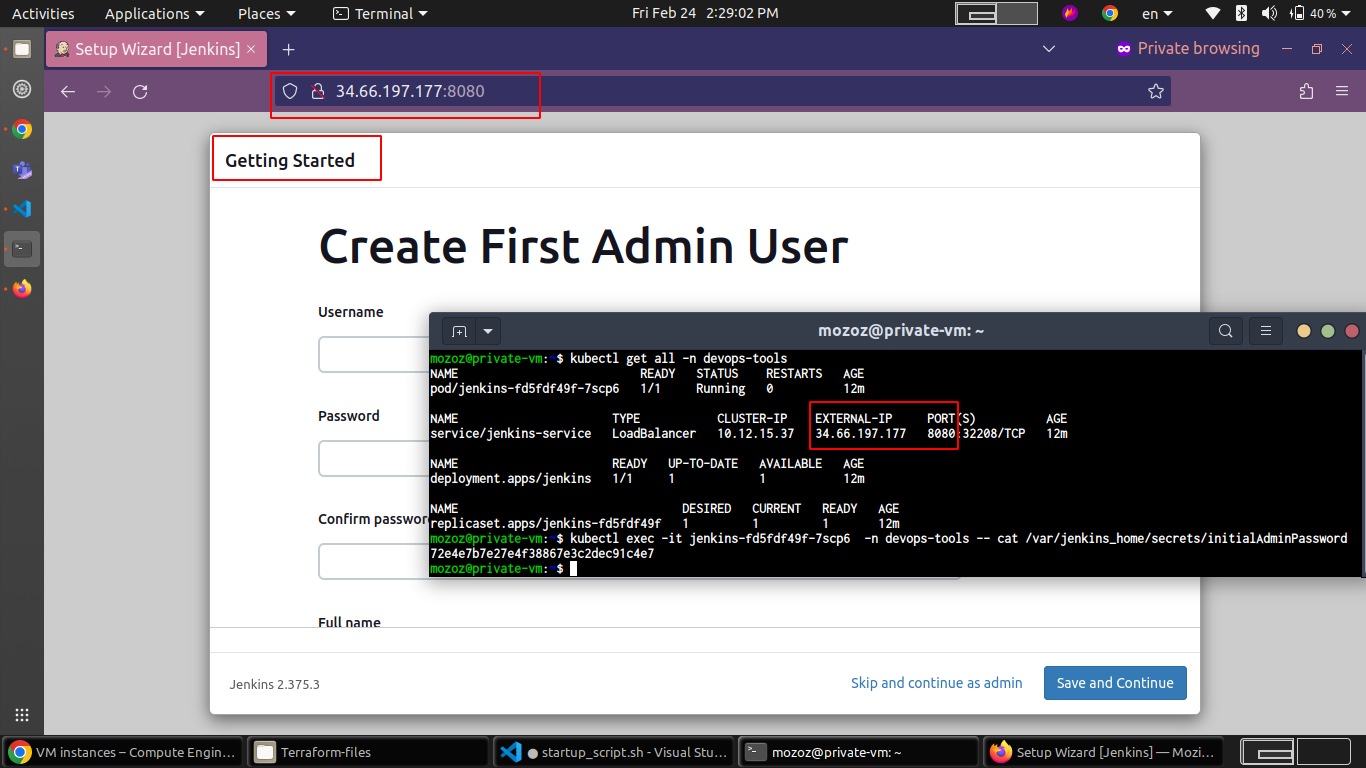 Activities Applications Places Terminal Fri Feb 24 2:29:02 PM en 40 %
Setup Wizard [Jenkins] Private browsing
34.66.197.177:8080
Getting Started
Create First Admin User
Username
Password
Confirm password
Full name
mozoz@private-vm: ~
mozoz@private-vm:~$ kubectl get all -n devops-tools
NAME READY STATUS RESTARTS AGE
pod/jenkins-fd5fdf49f-7scp6 1/1 Running 0 12m
NAME TYPE CLUSTER-IP EXTERNAL-IP PORT(S) AGE
service/jenkins-service LoadBalancer 10.12.15.37 34.66.197.177 8080:32208/TCP 12m
NAME READY UP-TO-DATE AVAILABLE AGE
deployment.apps/jenkins 1/1 1 1 12m
NAME DESIRED CURRENT READY AGE
replicaset.apps/jenkins-fd5fdf49f 1 1 1 12m
mozoz@private-vm:~$ kubectl exec -it jenkins-fd5fdf49f-7scp6 -n devops-tools -- cat /var/jenkins_home/secrets/initialAdminPassword
72e4e7b7e27e4f38867e3c2dec91c4e7
mozoz@private-vm:~$
Jenkins 2.375.3 Skip and continue as admin Save and Continue
VM instances – Compute Engin... Terraform-files ● startup_script.sh - Visual Stu... mozoz@private-vm: ~ Setup Wizard [Jenkins] — Mozi...